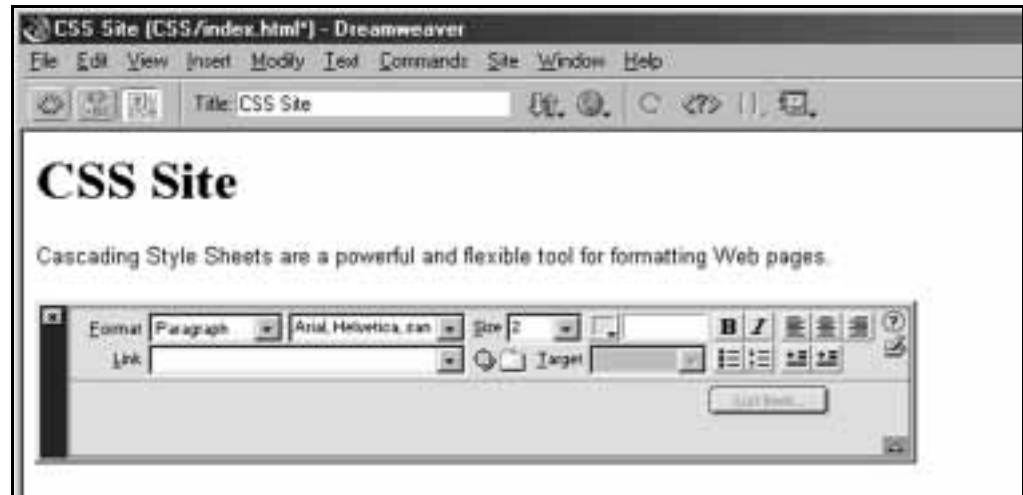 CSS Site (CSS/index.html*) - Dreamweaver
File Edit View Insert Modify Text Commands Site Window Help
Title: CSS Site
CSS Site
Cascading Style Sheets are a powerful and flexible tool for formatting Web pages.
Format Paragraph Arial, Helvetica, san Size 2 B I
Link Target